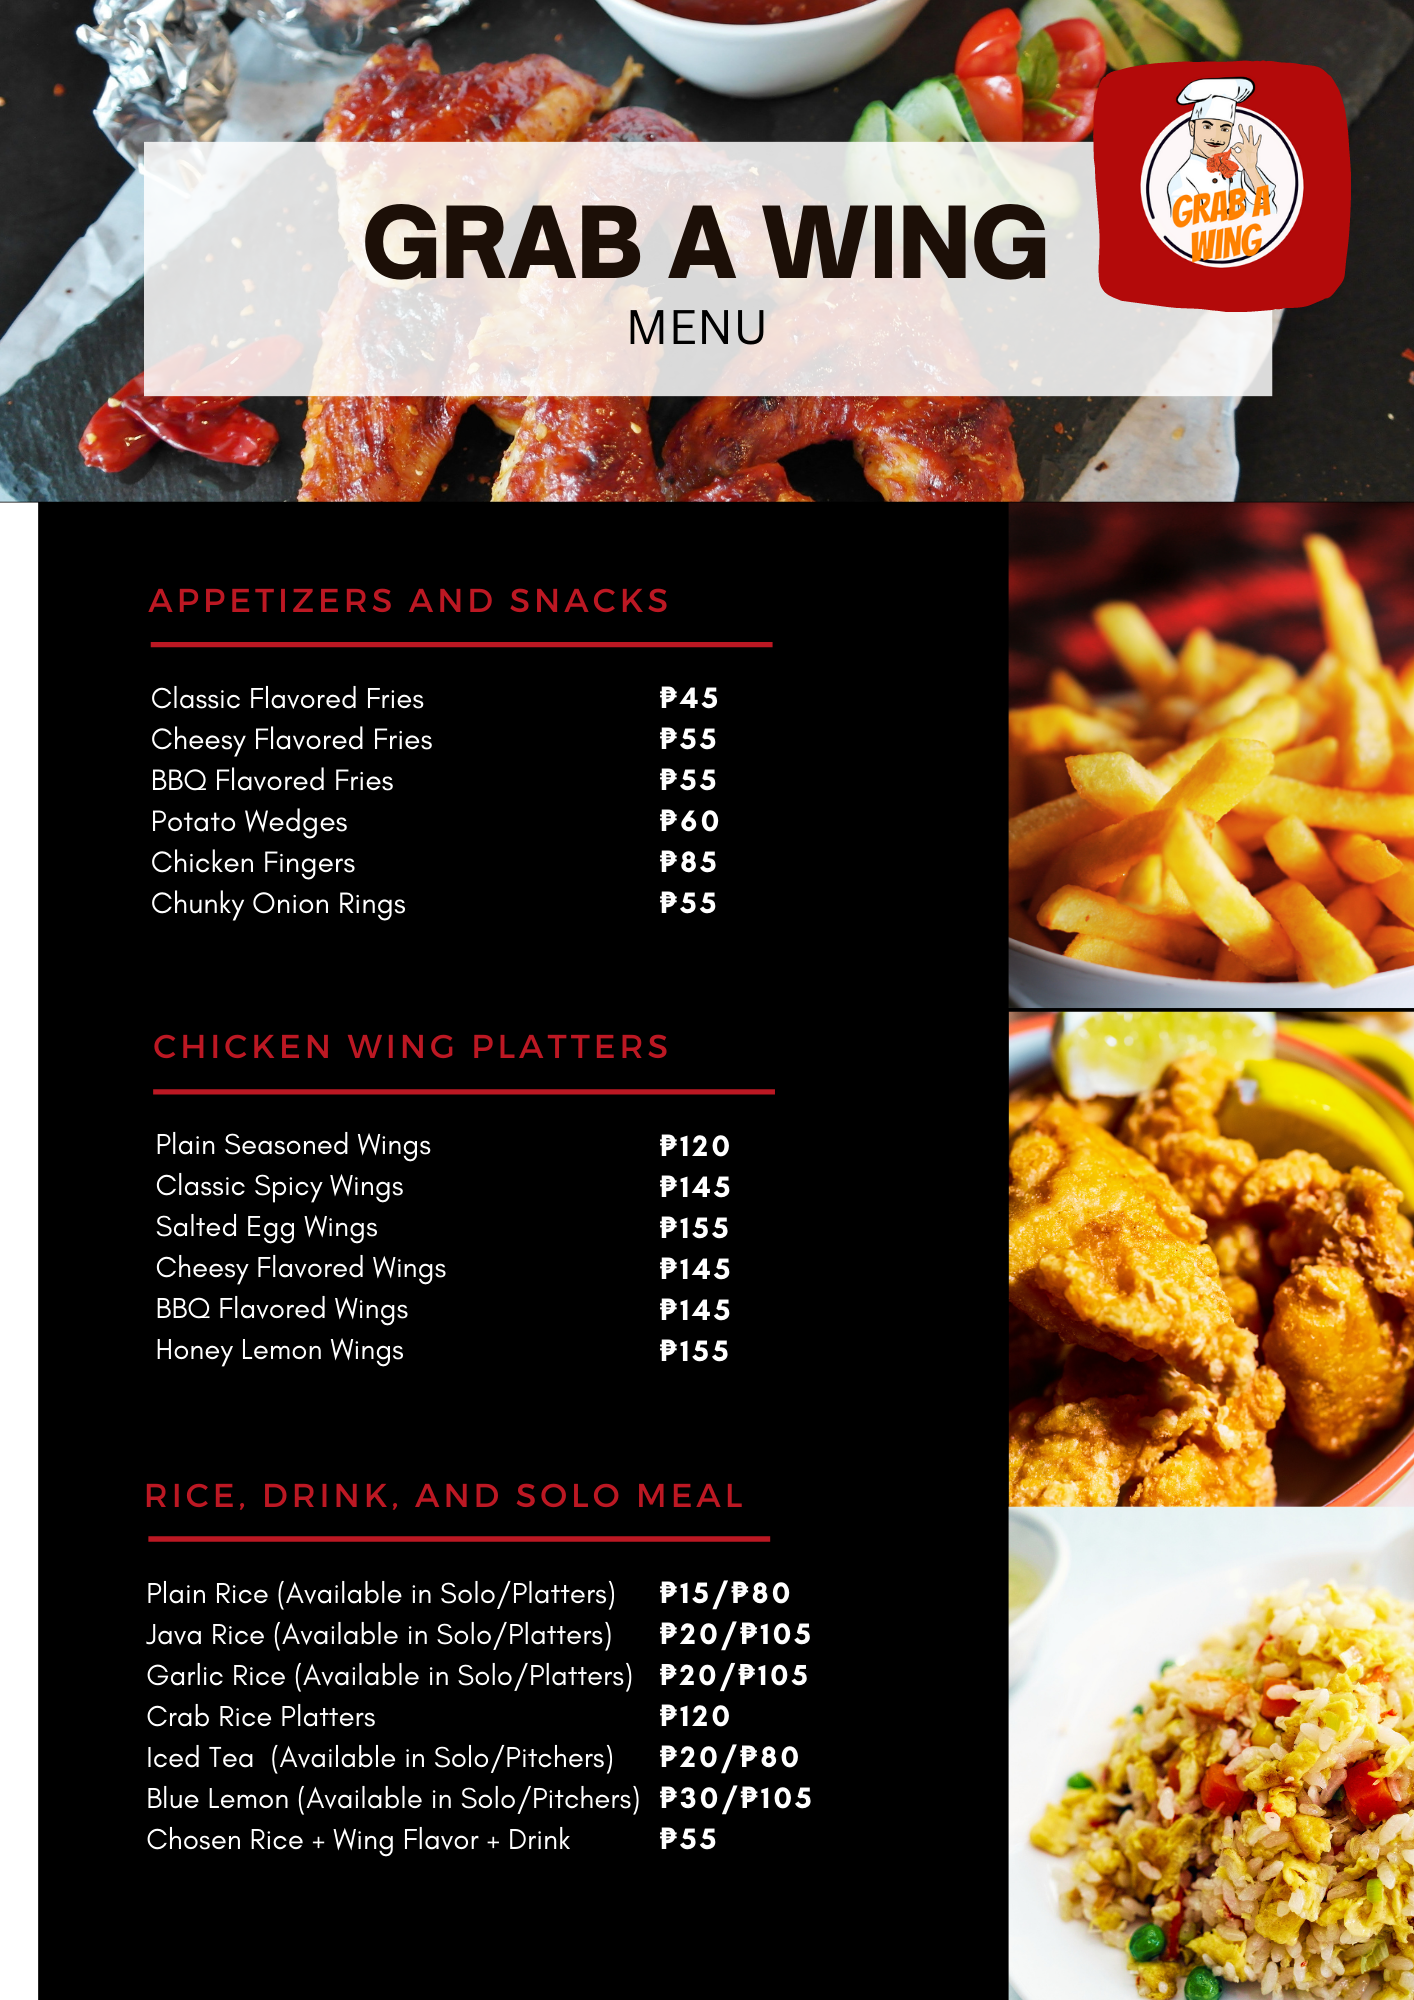 GRAB A WING
MENU
GRAB A
WING
APPETIZERS AND SNACKS
Classic Flavored Fries ₱45
Cheesy Flavored Fries ₱55
BBQ Flavored Fries ₱55
Potato Wedges ₱60
Chicken Fingers ₱85
Chunky Onion Rings ₱55
CHICKEN WING PLATTERS
Plain Seasoned Wings ₱120
Classic Spicy Wings ₱145
Salted Egg Wings ₱155
Cheesy Flavored Wings ₱145
BBQ Flavored Wings ₱145
Honey Lemon Wings ₱155
RICE, DRINK, AND SOLO MEAL
Plain Rice (Available in Solo/Platters) ₱15/₱80
Java Rice (Available in Solo/Platters) ₱20/₱105
Garlic Rice (Available in Solo/Platters) ₱20/₱105
Crab Rice Platters ₱120
Iced Tea (Available in Solo/Pitchers) ₱20/₱80
Blue Lemon (Available in Solo/Pitchers) ₱30/₱105
Chosen Rice + Wing Flavor + Drink ₱55